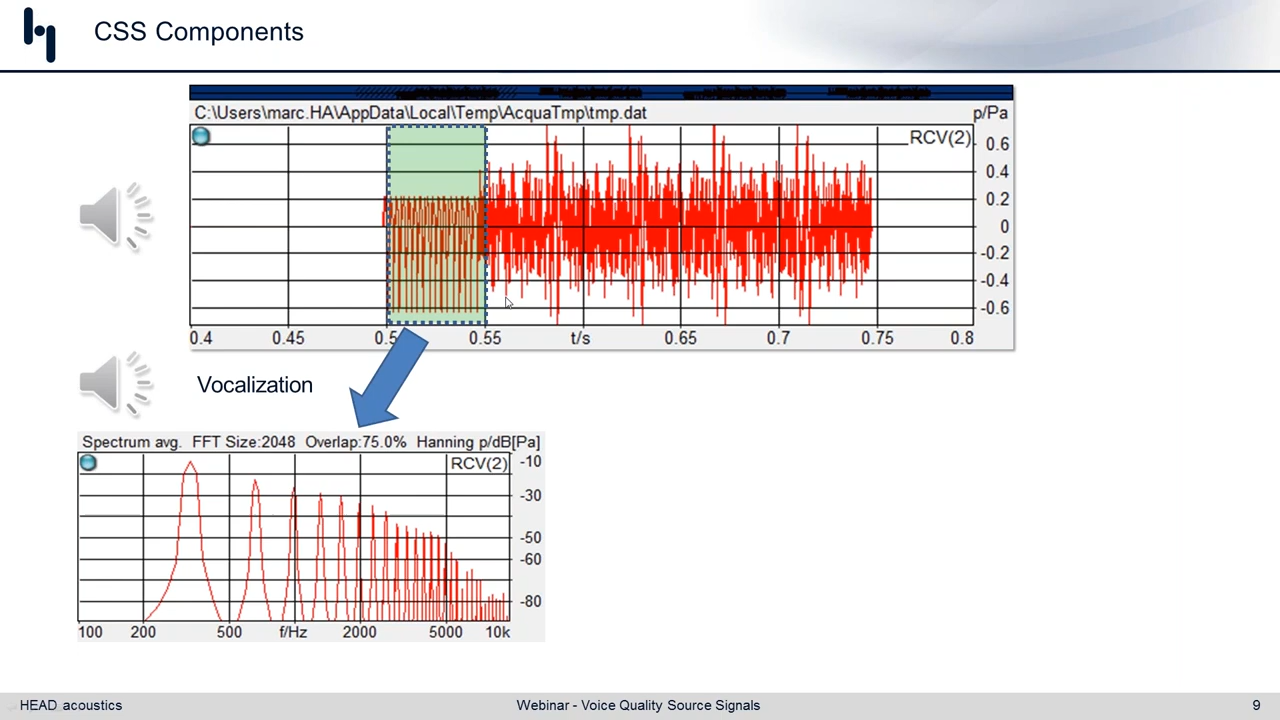 CSS Components
C:\Users\marc.HA\AppData\Local\Temp\AcquaTmp\tmp.dat p/Pa
RCV(2)
0.6
0.4
0.2
0
-0.2
-0.4
-0.6
0.4 0.45 0.5 0.55 t/s 0.65 0.7 0.75 0.8
Vocalization
Spectrum avg. FFT Size:2048 Overlap:75.0% Hanning p/dB[Pa]
RCV(2)
-10
-30
-50
-60
-80
100 200 500 f/Hz 2000 5000 10k
HEAD acoustics Webinar - Voice Quality Source Signals 9